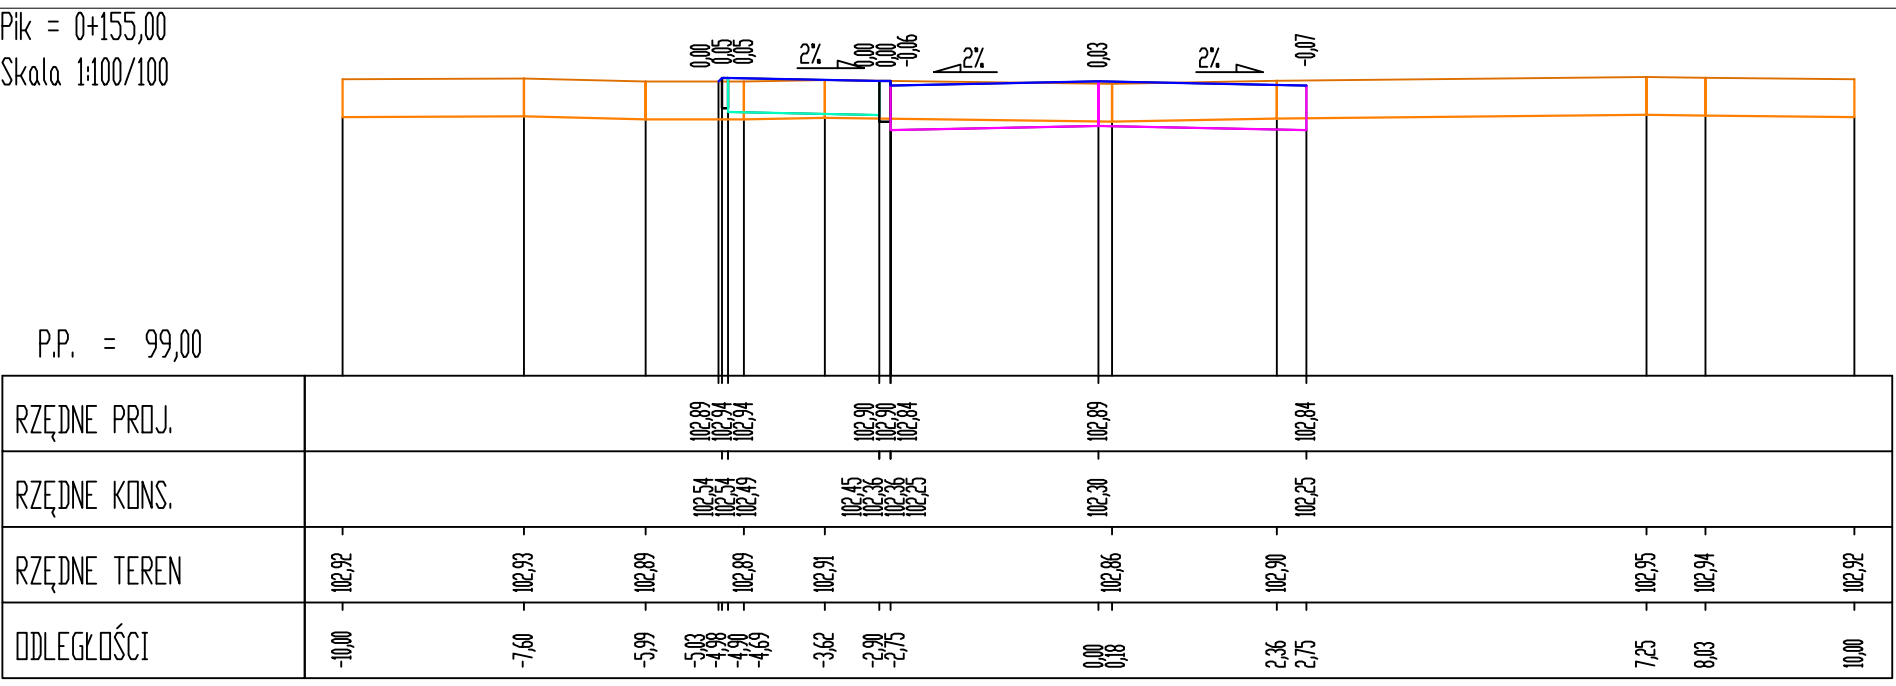 Pik = 0+155,00
Skala 1:100/100
0,00 0,05 0,05 2% 0,00 0,00 -0,06 2% 0,03 2% -0,07
P.P. = 99,00
RZĘDNE PROJ. 102,89 102,94 102,94 102,90 102,90 102,84 102,89 102,84
RZĘDNE KONS. 102,54 102,54 102,49 102,45 102,36 102,36 102,25 102,30 102,25
RZĘDNE TEREN 102,92 102,93 102,89 102,89 102,91 102,86 102,90 102,95 102,94 102,92
ODLEGŁOŚCI -10,00 -7,60 -5,99 -5,03 -4,98 -4,90 -4,69 -3,62 -2,90 -2,75 0,00 0,18 2,36 2,75 7,25 8,03 10,00